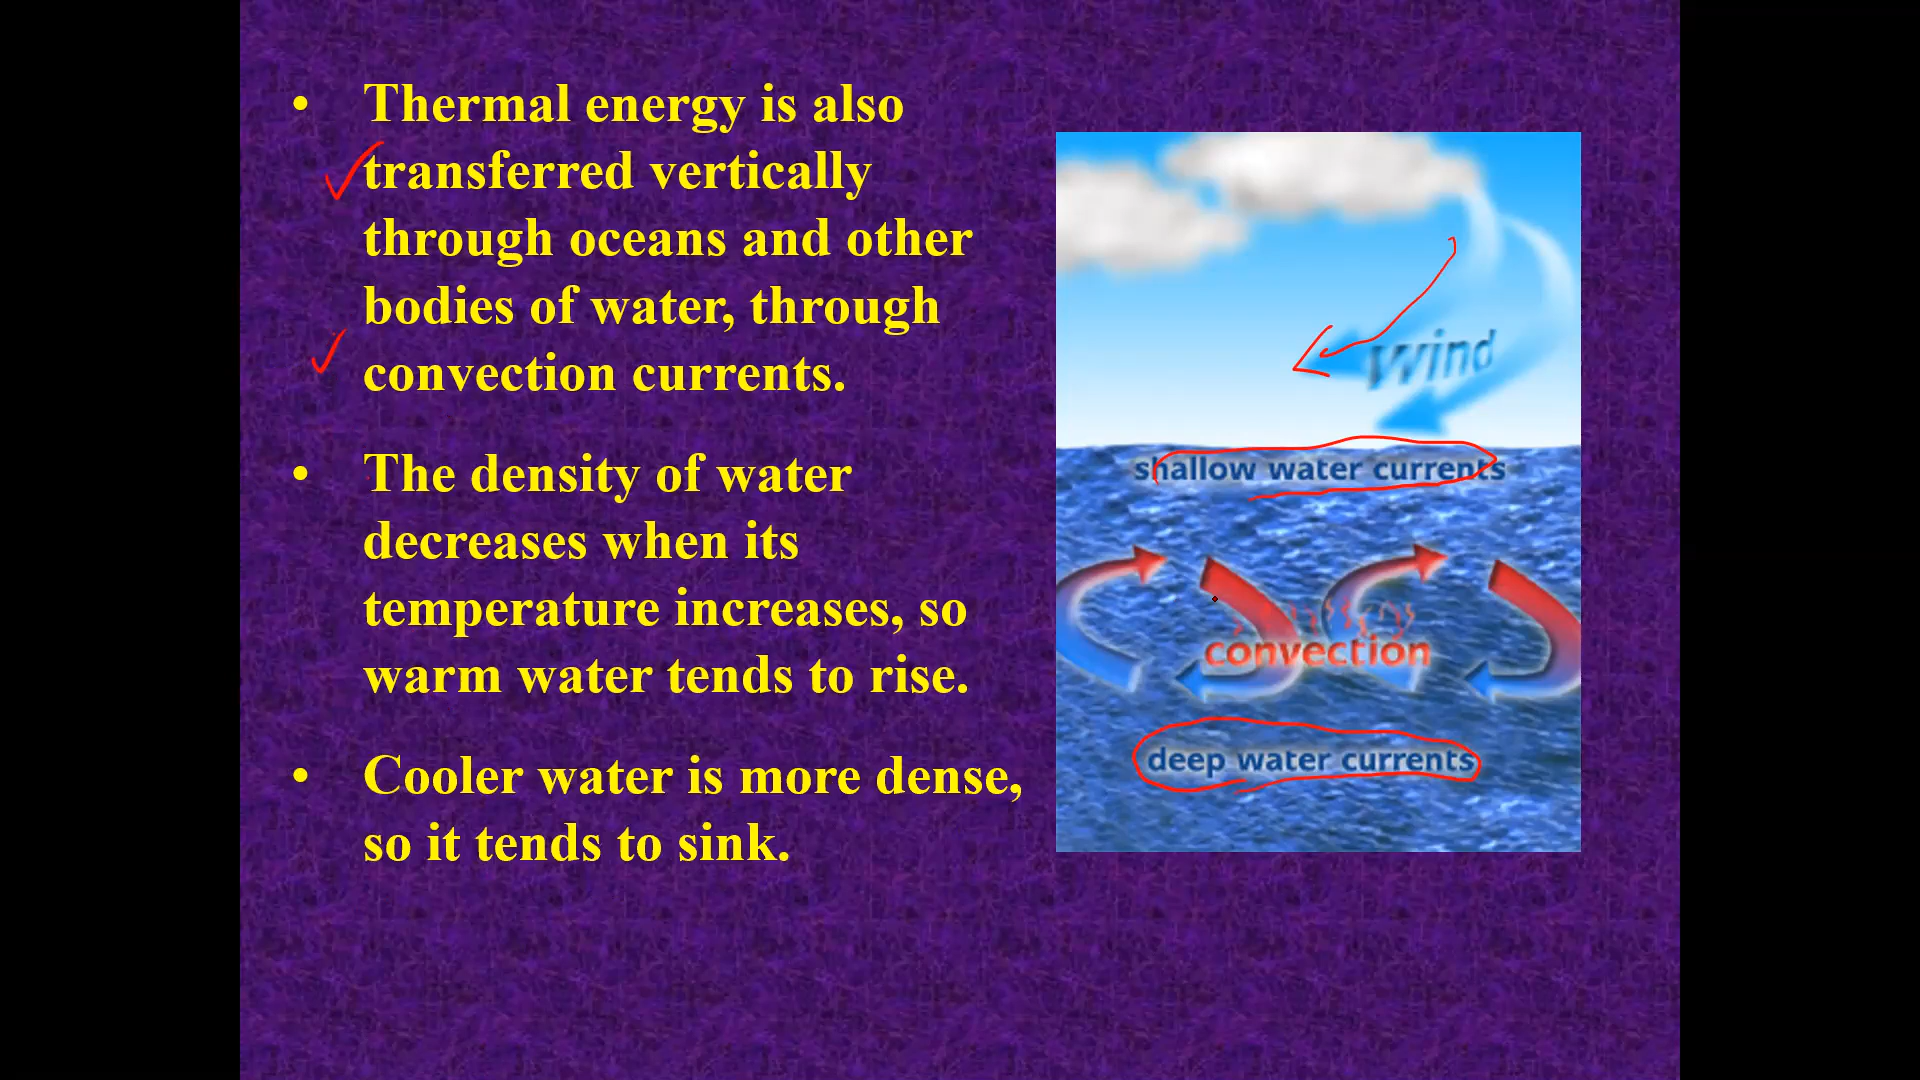 • Thermal energy is also
transferred vertically
through oceans and other
bodies of water, through
convection currents.
• The density of water
decreases when its
temperature increases, so
warm water tends to rise.
• Cooler water is more dense,
so it tends to sink.
Wind
shallow water currents
convection
deep water currents